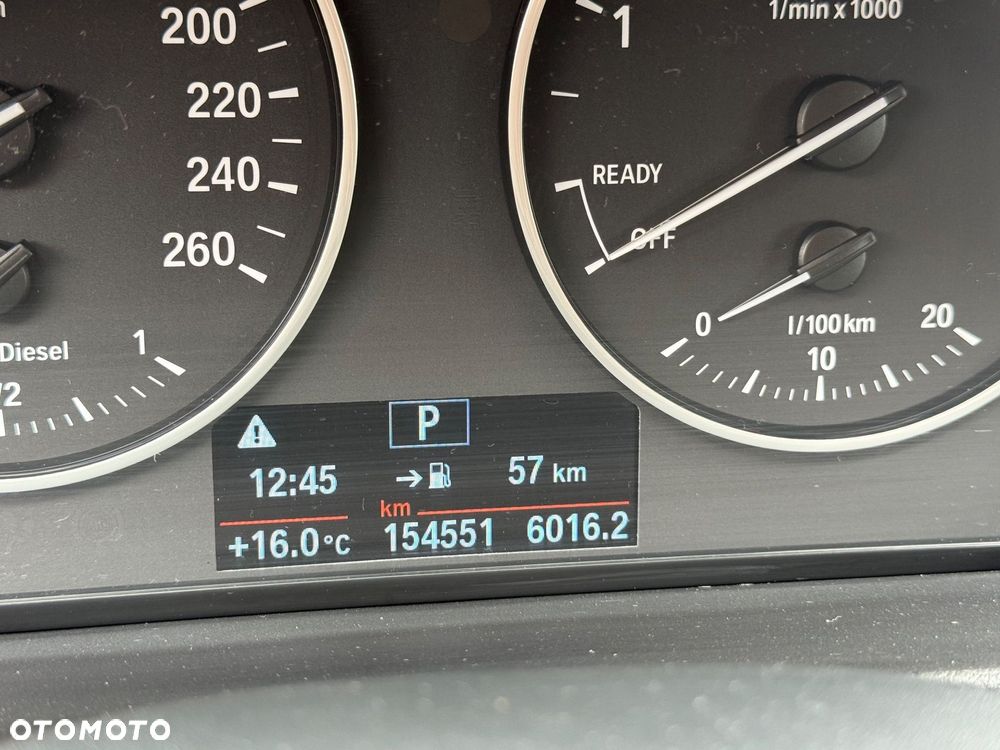 200
220
240
260
Diesel
1
/2
1/min x 1000
1
READY
OFF
0
l/100km
10
20
P
12:45
57 km
km
+16.0°C
154551
6016.2
OTOMOTO